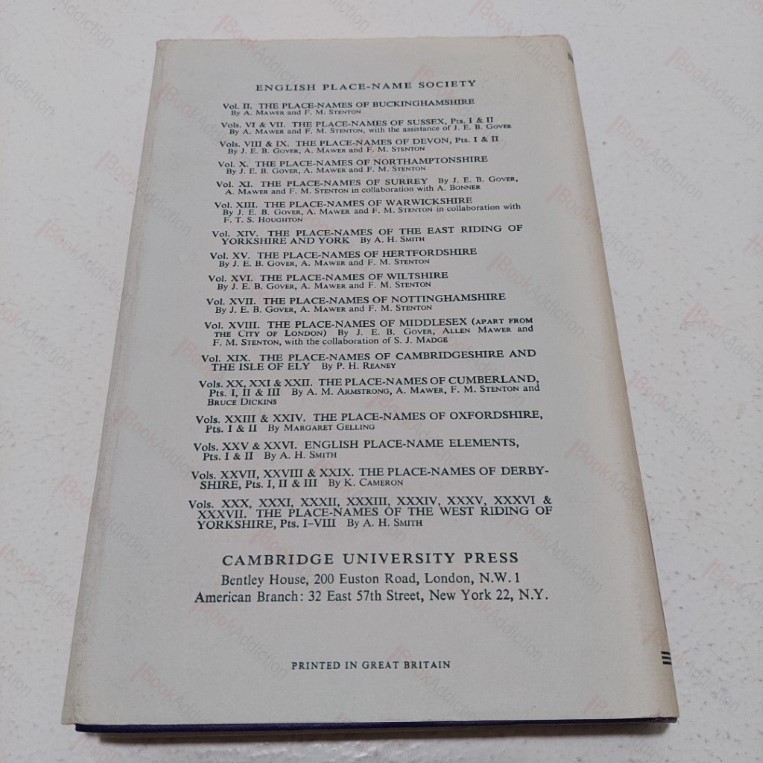 ENGLISH PLACE-NAME SOCIETY
Vol. II. THE PLACE-NAMES OF BUCKINGHAMSHIRE
By A. Mawer and F. M. Stenton
Vols. VI & VII. THE PLACE-NAMES OF SUSSEX, Pts. I & II
By A. Mawer and F. M. Stenton, with the assistance of J. E. B. Gover
Vols. VIII & IX. THE PLACE-NAMES OF DEVON, Pts. I & II
By J. E. B. Gover, A. Mawer and F. M. Stenton
Vol. X. THE PLACE-NAMES OF NORTHAMPTONSHIRE
By J. E. B. Gover, A. Mawer and F. M. Stenton
Vol. XI. THE PLACE-NAMES OF SURREY By J. E. B. Gover,
A. Mawer and F. M. Stenton in collaboration with A. Bonner
Vol. XIII. THE PLACE-NAMES OF WARWICKSHIRE
By J. E. B. Gover, A. Mawer and F. M. Stenton in collaboration with
F. T. S. Houghton
Vol. XIV. THE PLACE-NAMES OF THE EAST RIDING OF
YORKSHIRE AND YORK By A. H. Smith
Vol. XV. THE PLACE-NAMES OF HERTFORDSHIRE
By J. E. B. Gover, A. Mawer and F. M. Stenton
Vol. XVI. THE PLACE-NAMES OF WILTSHIRE
By J. E. B. Gover, A. Mawer and F. M. Stenton
Vol. XVII. THE PLACE-NAMES OF NOTTINGHAMSHIRE
By J. E. B. Gover, A. Mawer and F. M. Stenton
Vol. XVIII. THE PLACE-NAMES OF MIDDLESEX (APART FROM
THE CITY OF LONDON) By J. E. B. Gover, Allen Mawer and
F. M. Stenton, with the collaboration of S. J. Madge
Vol. XIX. THE PLACE-NAMES OF CAMBRIDGESHIRE AND
THE ISLE OF ELY By P. H. Reaney
Vols. XX, XXI & XXII. THE PLACE-NAMES OF CUMBERLAND,
Pts. I, II & III By A. M. Armstrong, A. Mawer, F. M. Stenton and
Bruce Dickins
Vols. XXIII & XXIV. THE PLACE-NAMES OF OXFORDSHIRE,
Pts. I & II By Margaret Gelling
Vols. XXV & XXVI. ENGLISH PLACE-NAME ELEMENTS,
Pts. I & II By A. H. Smith
Vols. XXVII, XXVIII & XXIX. THE PLACE-NAMES OF DERBY-
SHIRE, Pts. I, II & III By K. Cameron
Vols. XXX, XXXI, XXXII, XXXIII, XXXIV, XXXV, XXXVI &
XXXVII. THE PLACE-NAMES OF THE WEST RIDING OF
YORKSHIRE, Pts. I–VIII By A. H. Smith
CAMBRIDGE UNIVERSITY PRESS
Bentley House, 200 Euston Road, London, N.W. 1
American Branch: 32 East 57th Street, New York 22, N.Y.
PRINTED IN GREAT BRITAIN